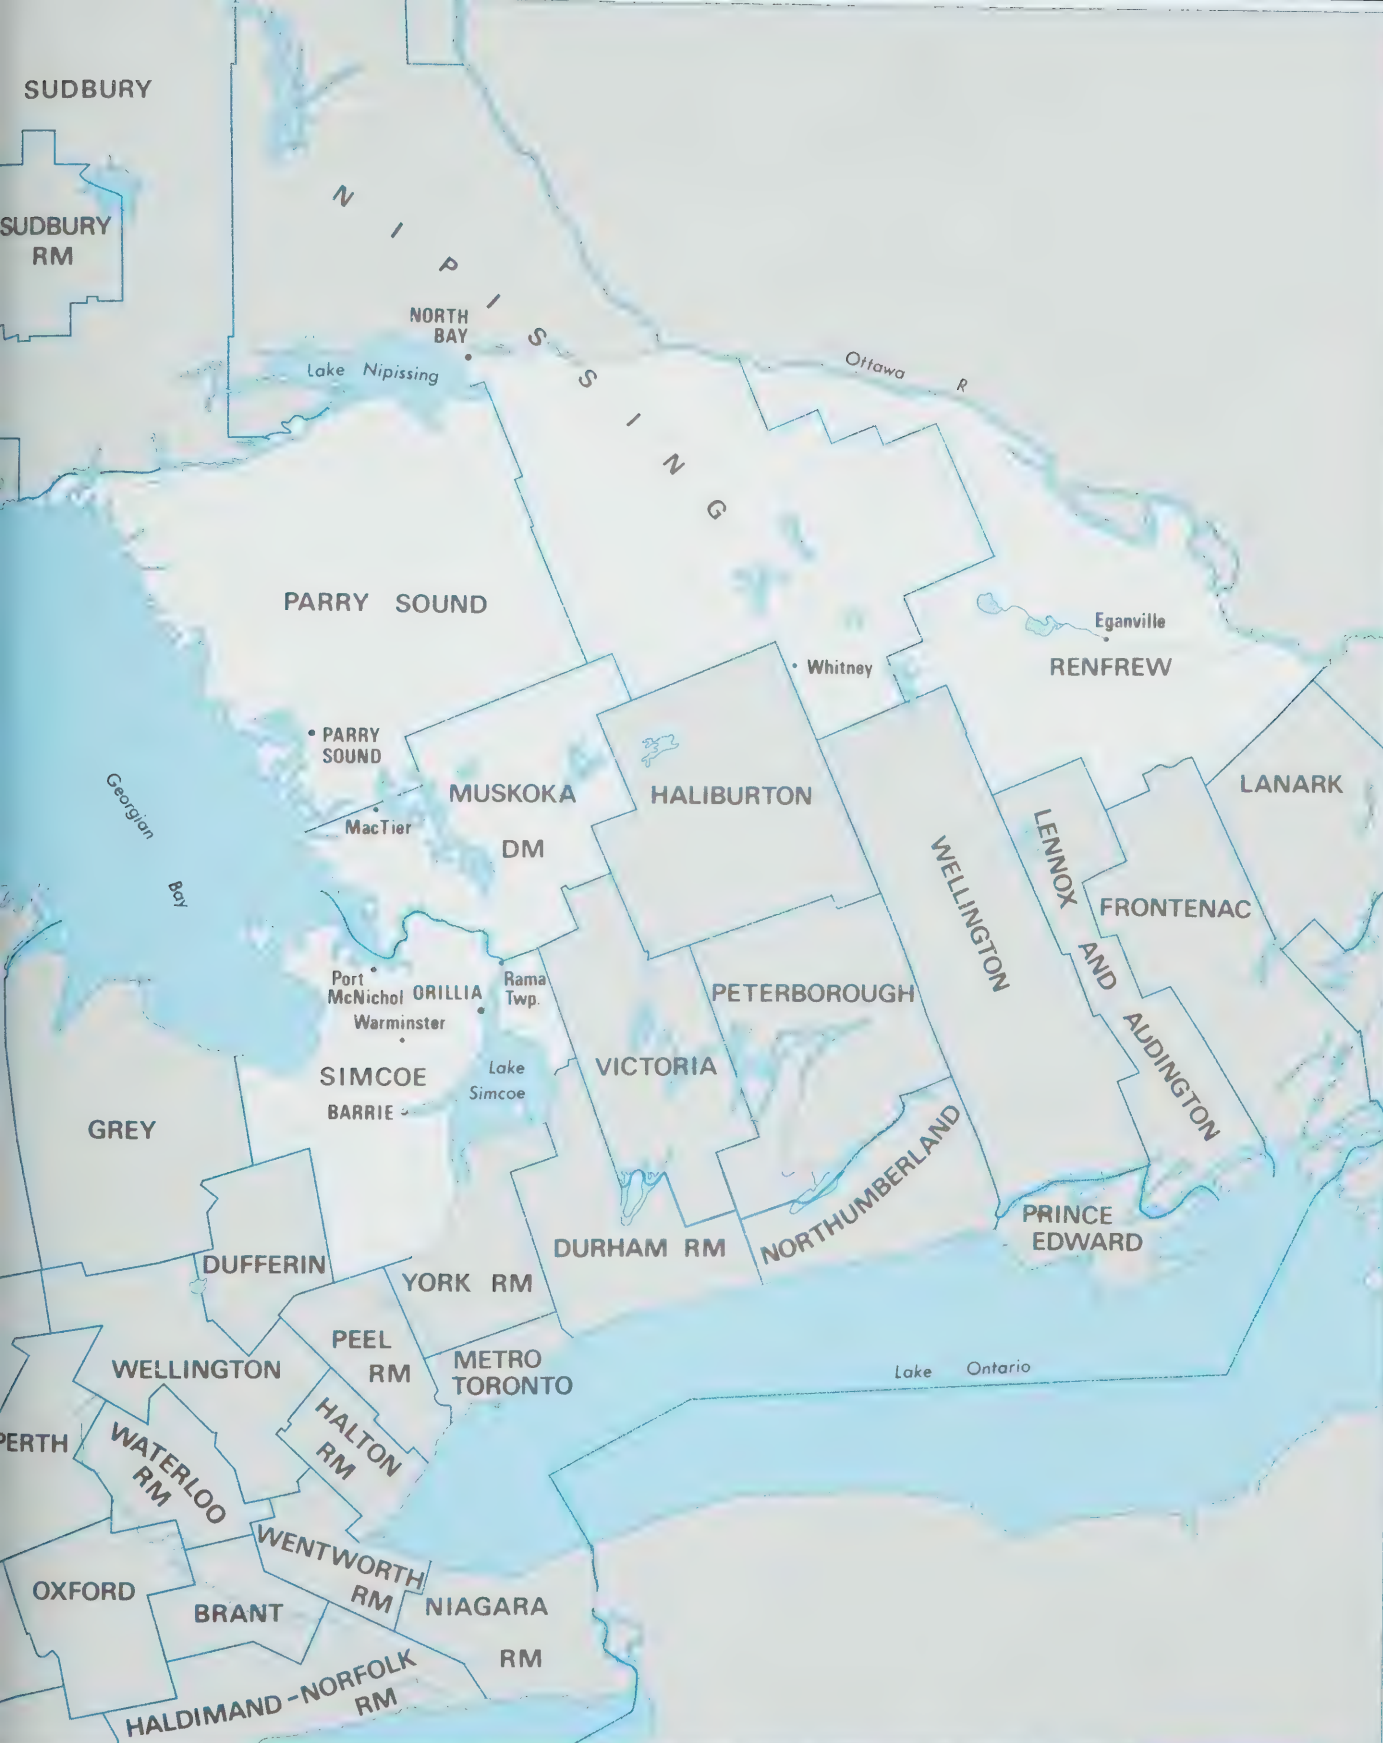 SUDBURY
SUDBURY
RM
NIPISSING
NORTH
BAY
Lake Nipissing
Ottawa R
PARRY SOUND
Eganville
RENFREW
Whitney
PARRY
SOUND
MacTier
MUSKOKA
DM
HALIBURTON
LANARK
Georgian Bay
WELLINGTON
LENNOX AND AUDINGTON
FRONTENAC
Port
McNichol
ORILLIA
Rama
Twp.
Warminster
PETERBOROUGH
SIMCOE
Lake
Simcoe
VICTORIA
BARRIE
GREY
NORTHUMBERLAND
PRINCE
EDWARD
DURHAM RM
DUFFERIN
YORK RM
PEEL
RM
METRO
TORONTO
WELLINGTON
Lake Ontario
HALTON
RM
PERTH
WATERLOO
RM
WENTWORTH
RM
OXFORD
BRANT
NIAGARA
RM
HALDIMAND-NORFOLK
RM